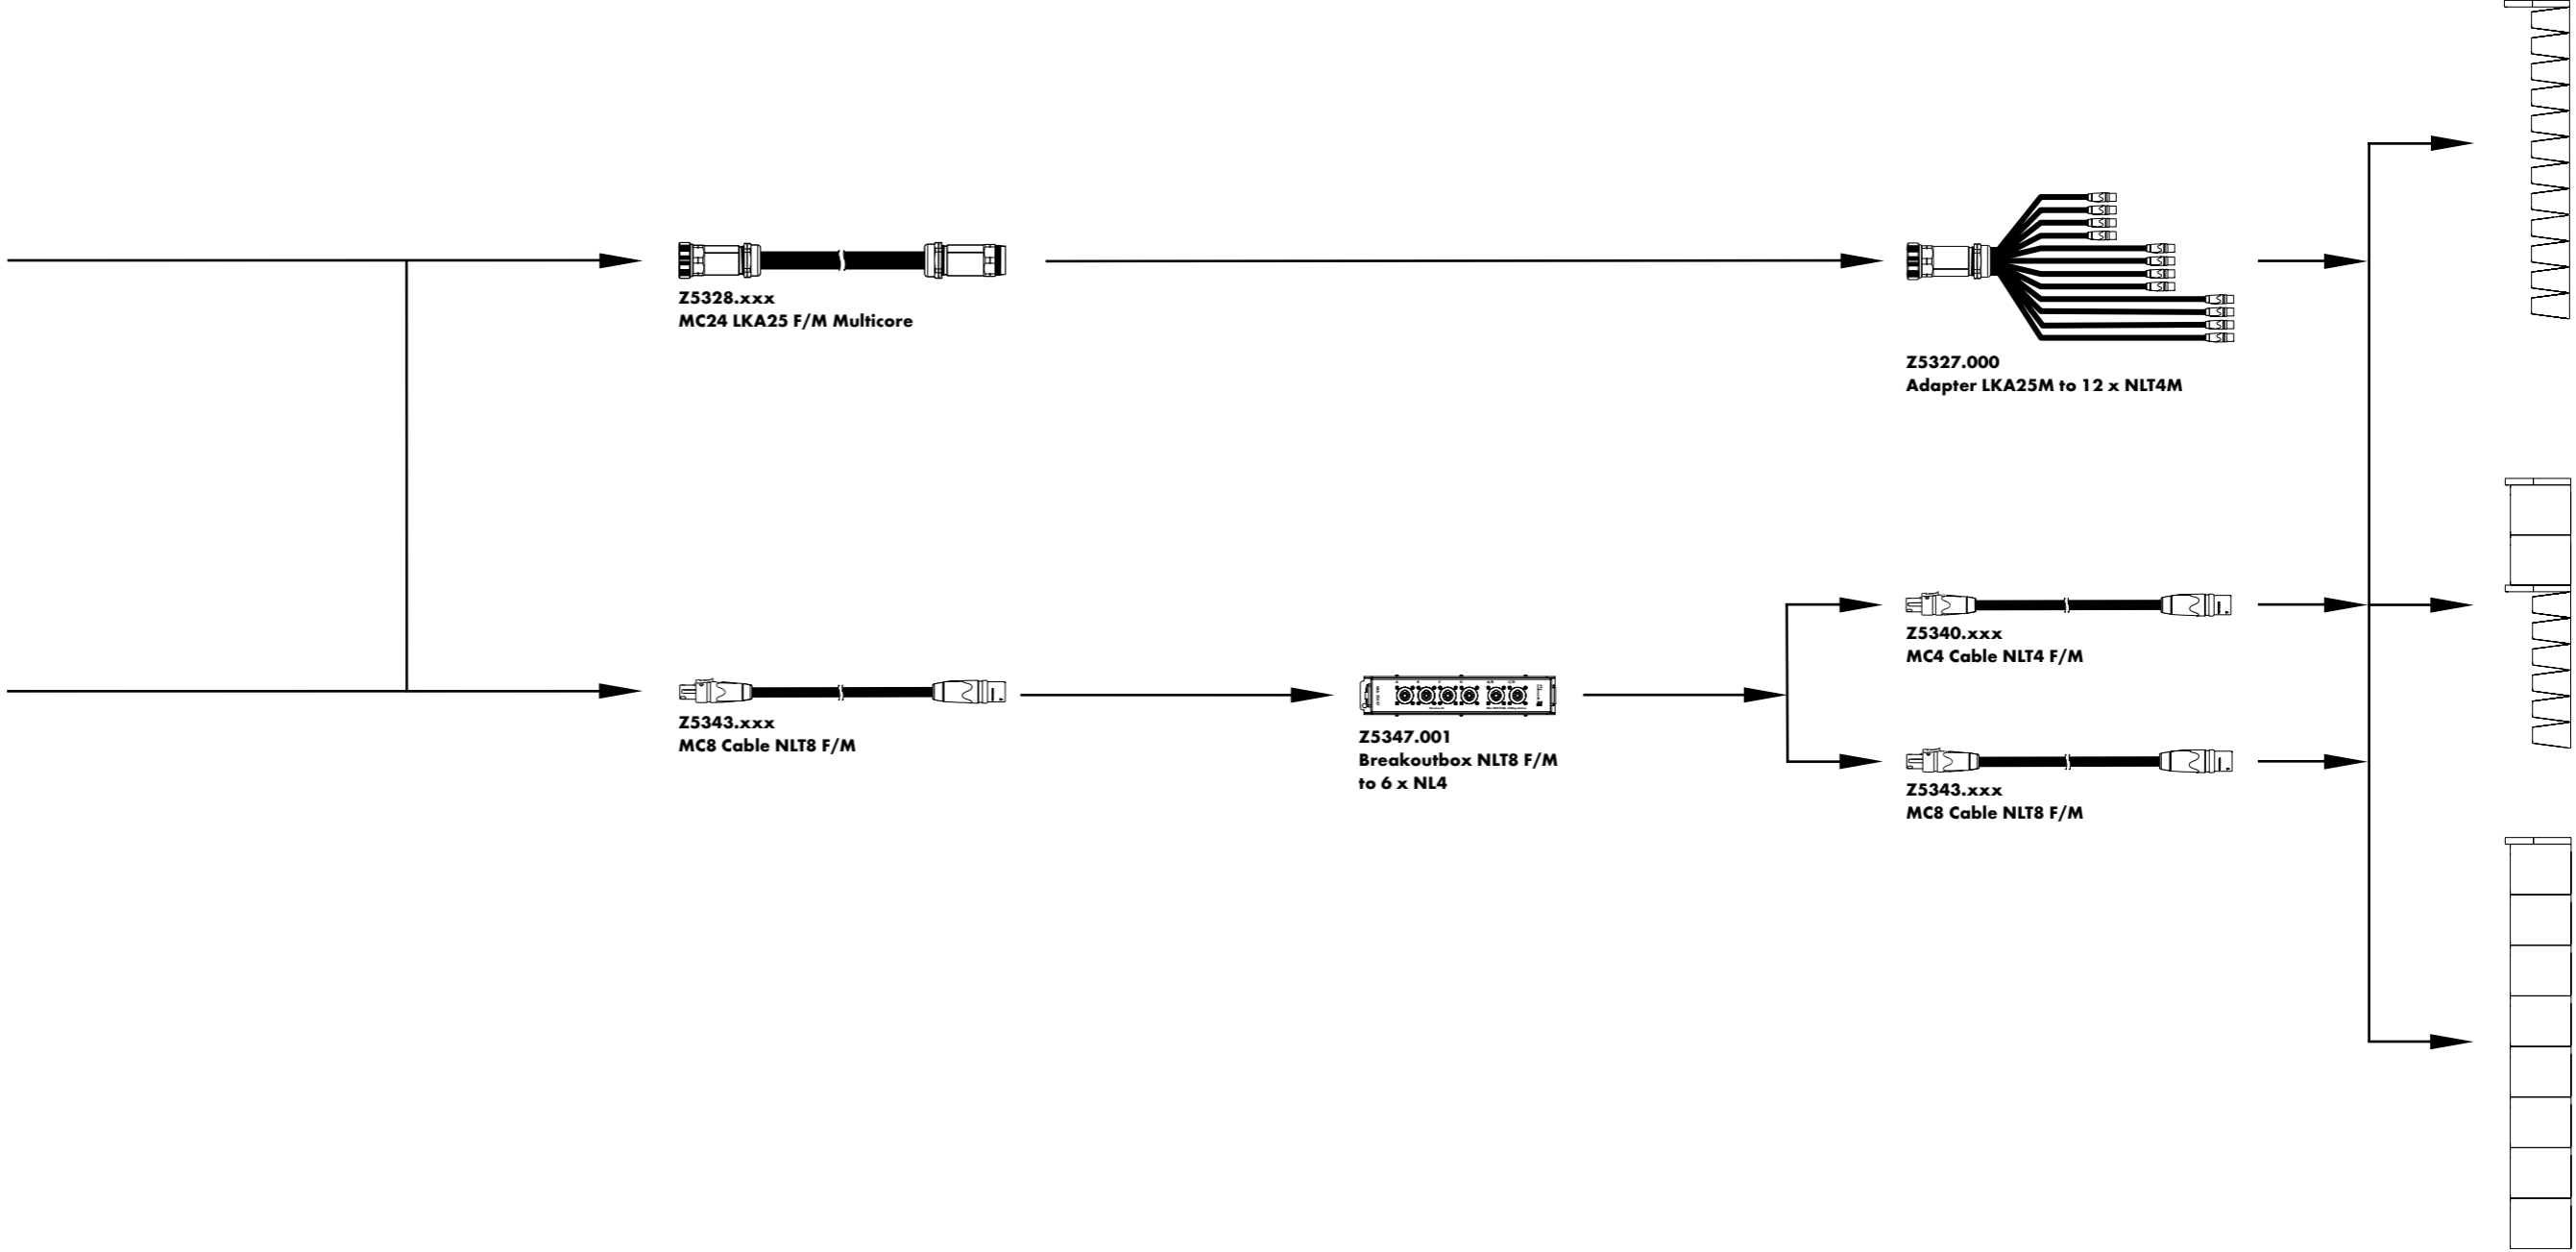 Z5328.xxx
MC24 LKA25 F/M Multicore
Z5327.000
Adapter LKA25M to 12 x NLT4M
Z5343.xxx
MC8 Cable NLT8 F/M
Z5347.001
Breakoutbox NLT8 F/M
to 6 x NL4
Z5340.xxx
MC4 Cable NLT4 F/M
Z5343.xxx
MC8 Cable NLT8 F/M